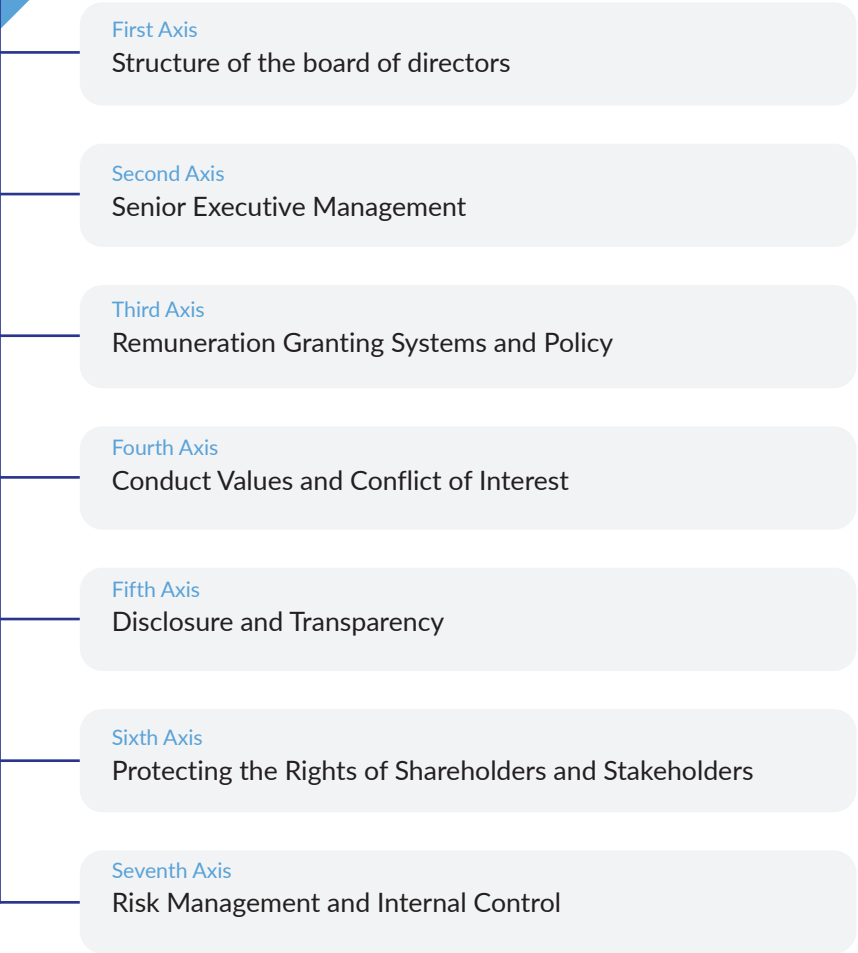 First Axis
Structure of the board of directors
Second Axis
Senior Executive Management
Third Axis
Remuneration Granting Systems and Policy
Fourth Axis
Conduct Values and Conflict of Interest
Fifth Axis
Disclosure and Transparency
Sixth Axis
Protecting the Rights of Shareholders and Stakeholders
Seventh Axis
Risk Management and Internal Control